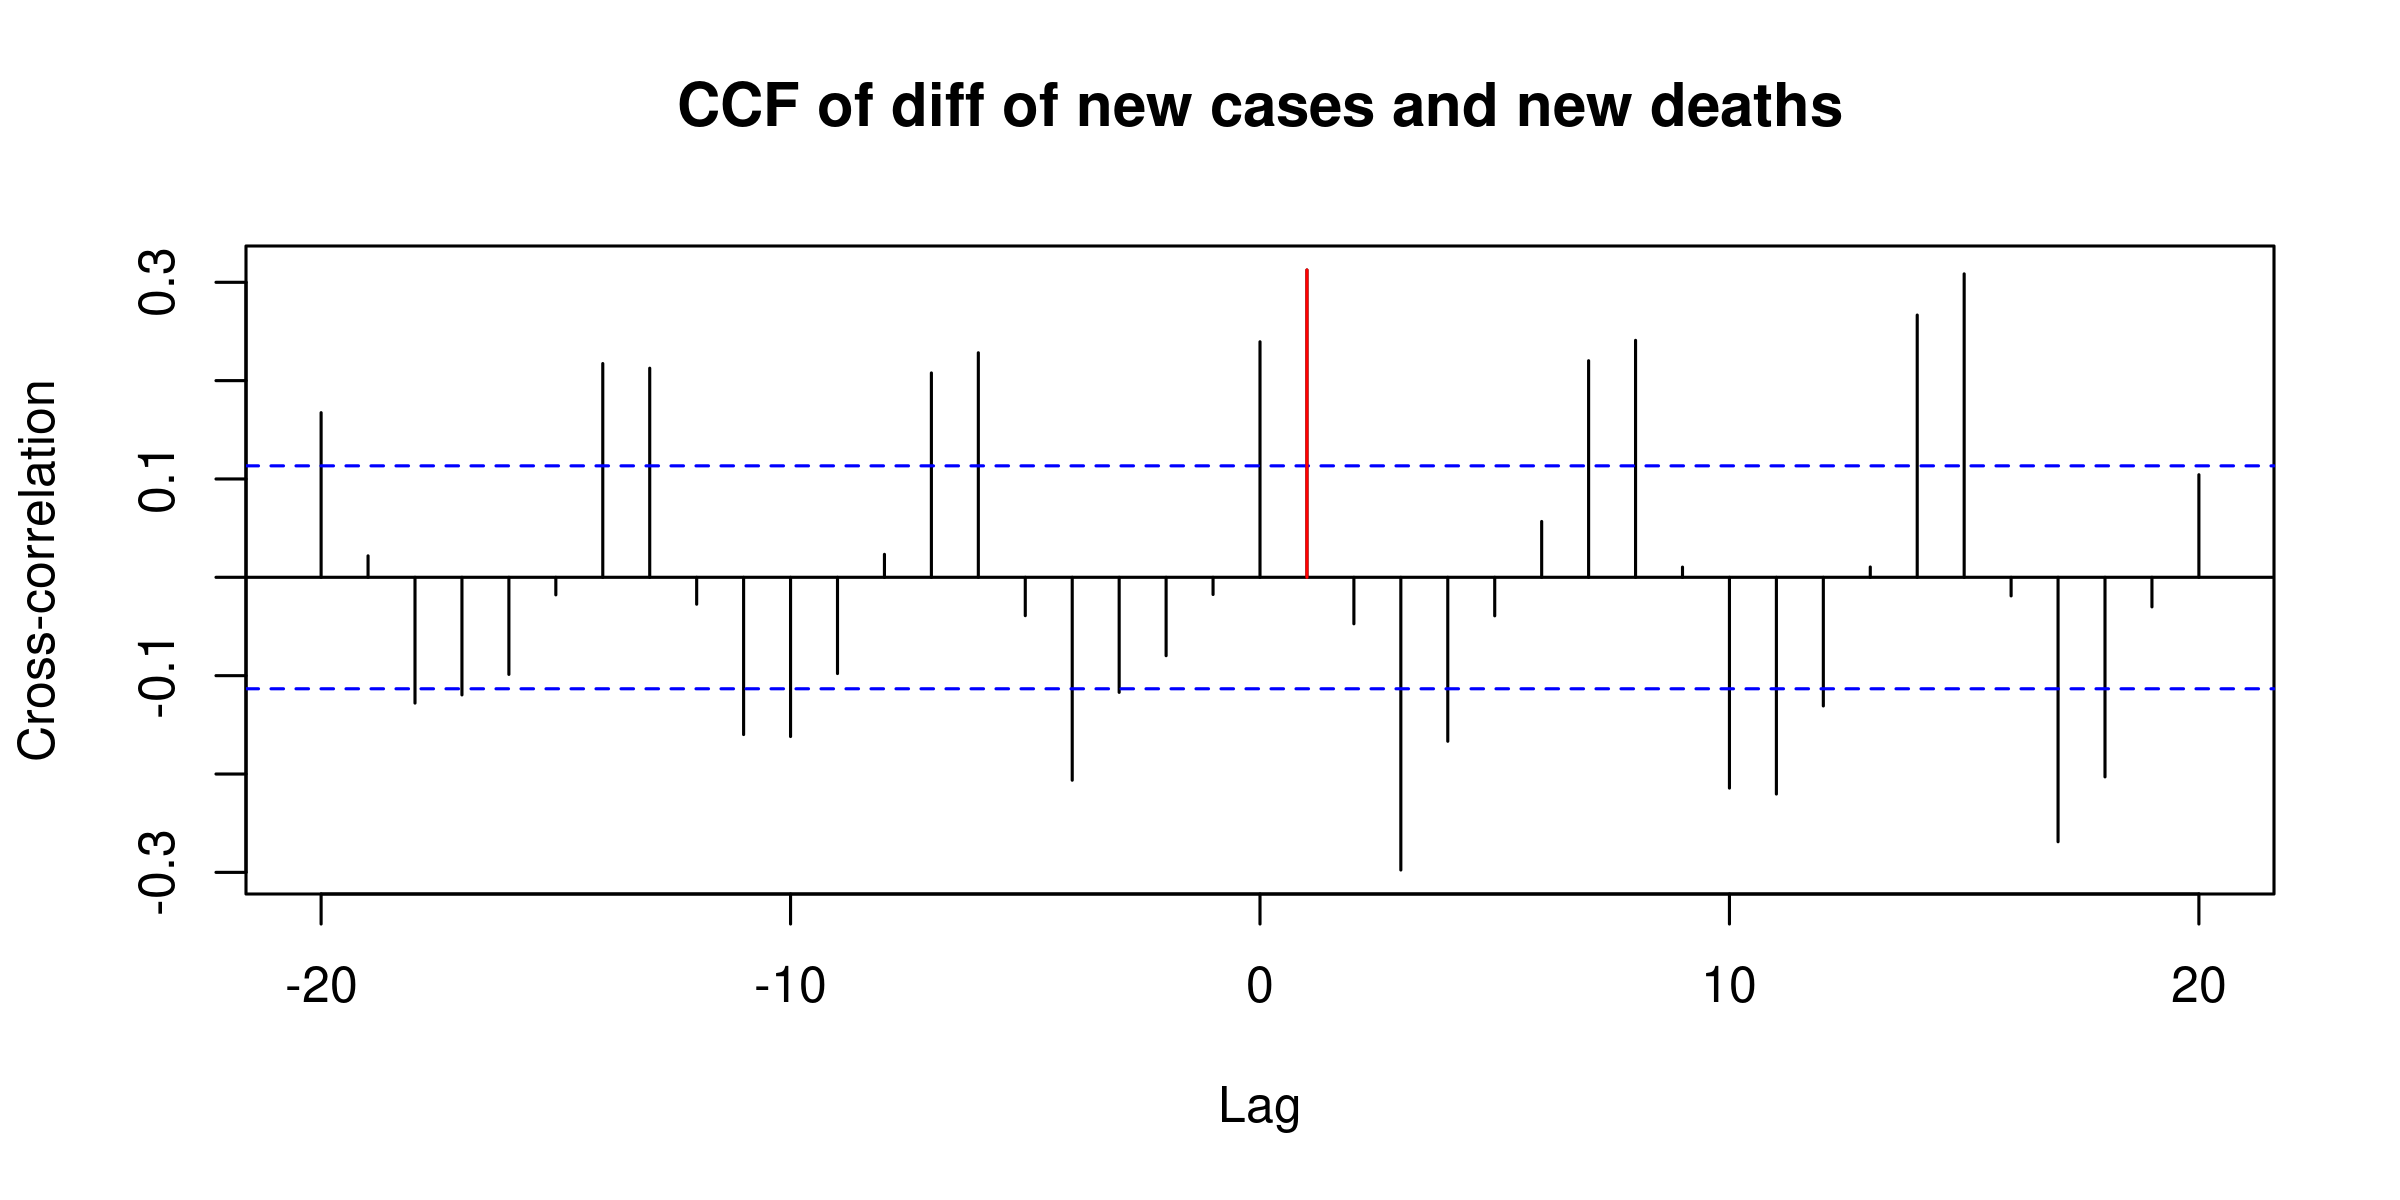 CCF of diff of new cases and new deaths
Cross-correlation
0.3
0.1
-0.1
-0.3
-20 -10 0 10 20
Lag